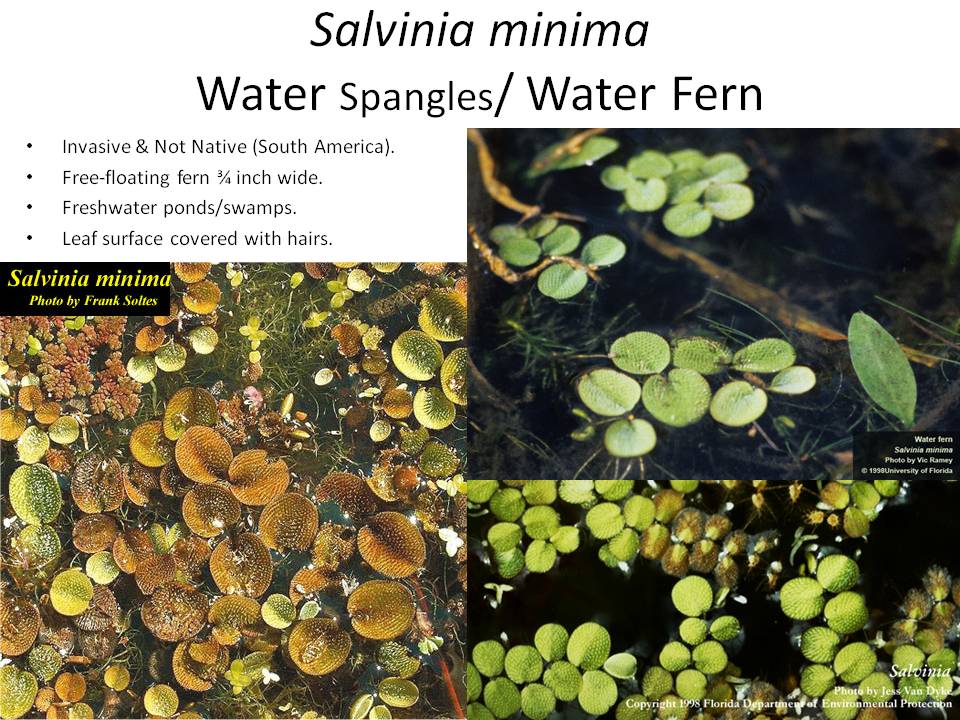 Salvinia minima
Water Spangles/ Water Fern
• Invasive & Not Native (South America).
• Free-floating fern ¾ inch wide.
• Freshwater ponds/swamps.
• Leaf surface covered with hairs.
Salvinia minima
Photo by Frank Soltes
Water fern
Salvinia minima
Photo by Vic Ramey
© 1998University of Florida
Salvinia
Photo by Jess Van Dyke
Copyright 1998 Florida Department of Environmental Protection